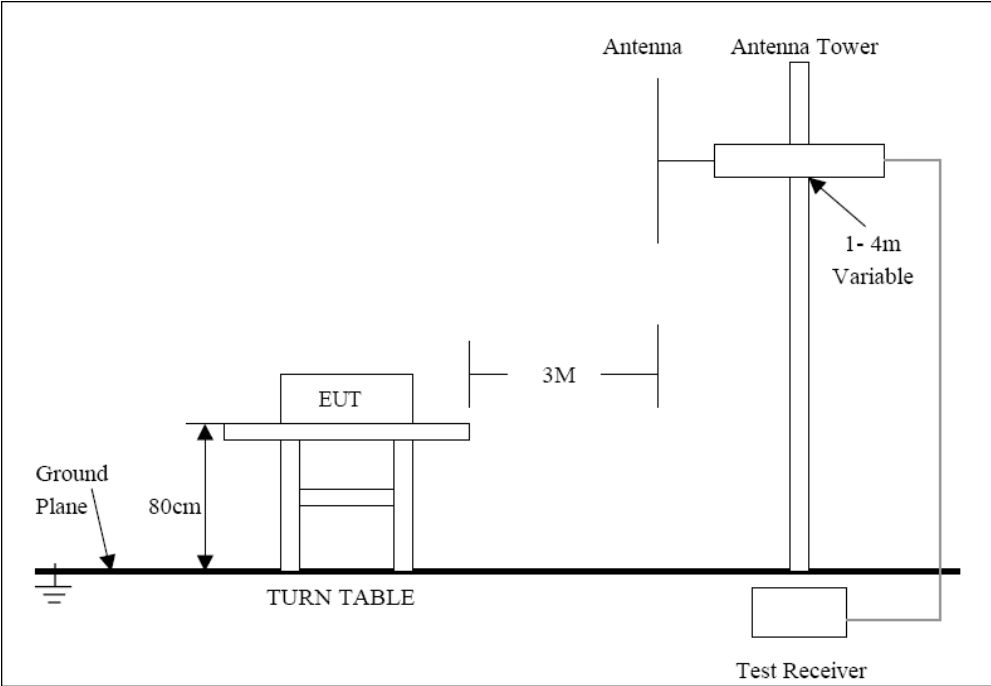 Antenna
Antenna Tower
1- 4m
Variable
3M
EUT
Ground
Plane
80cm
TURN TABLE
Test Receiver